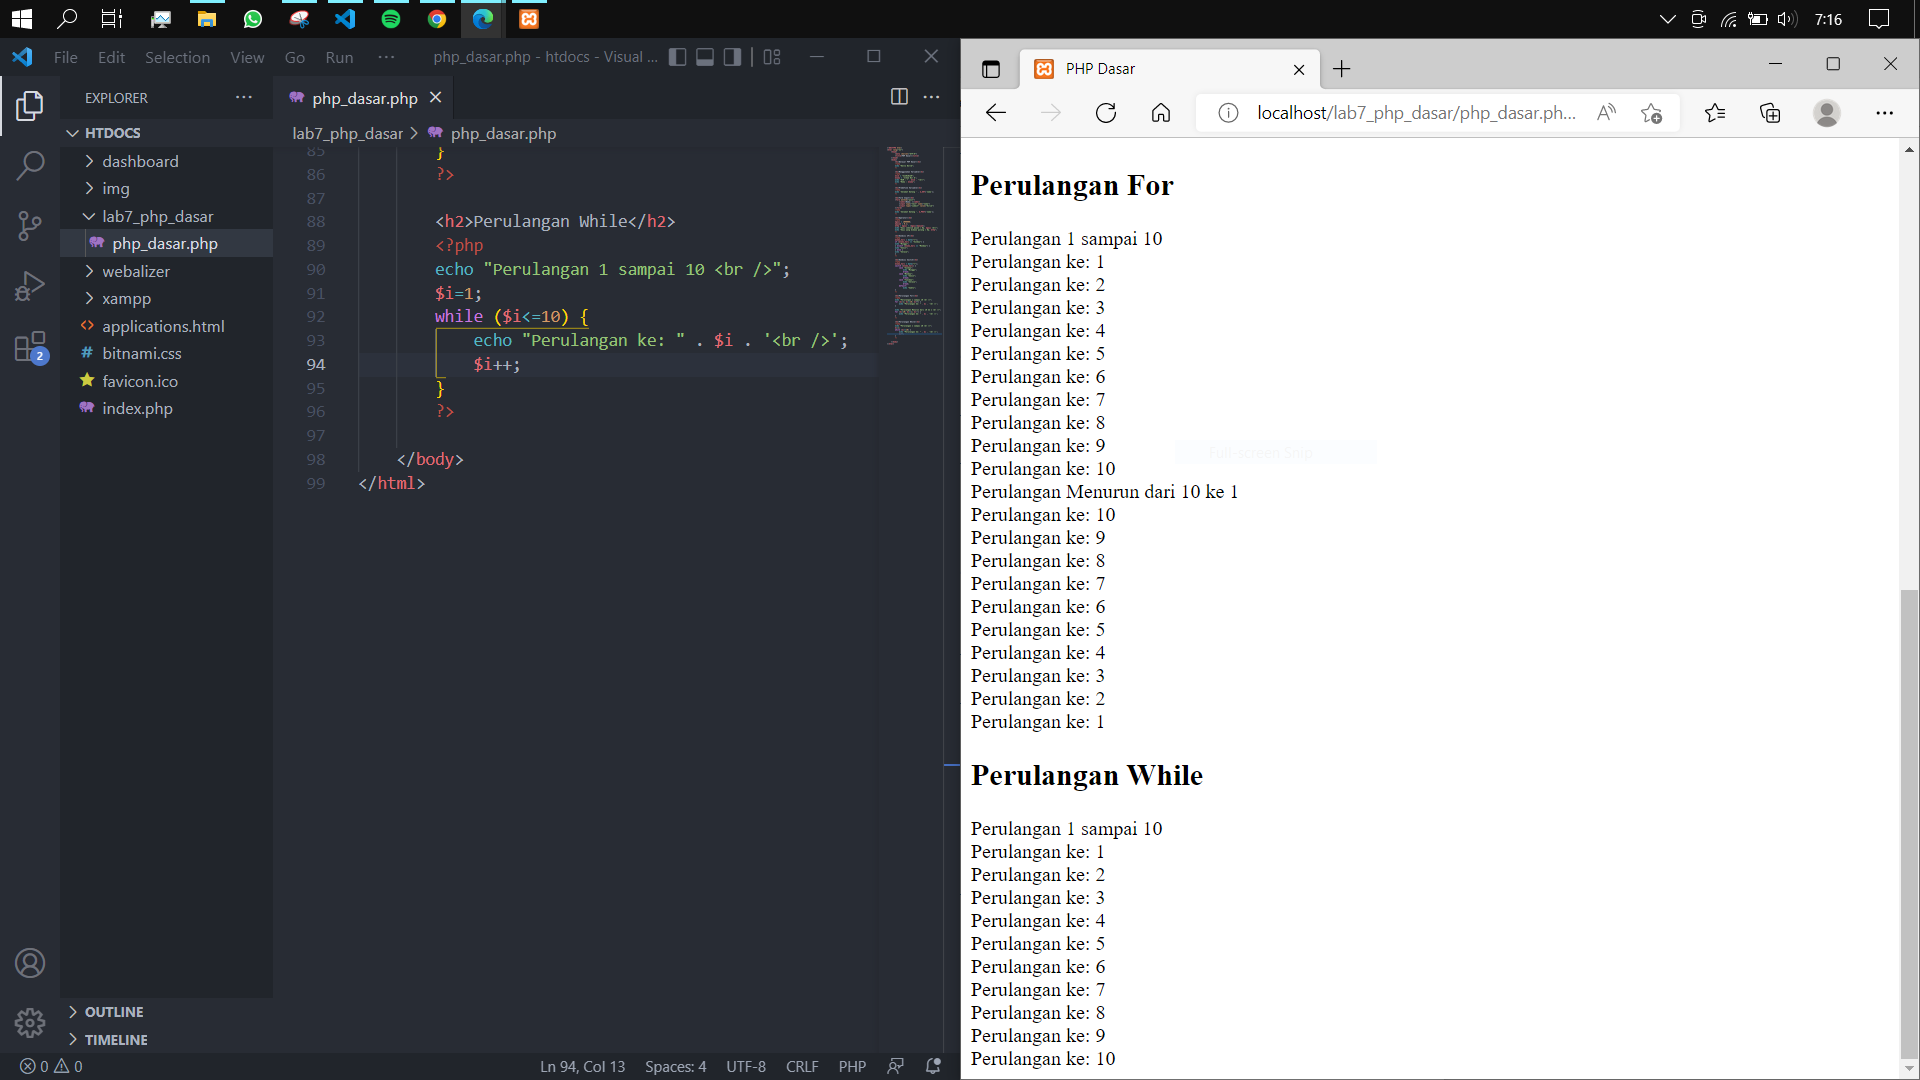 7:16
File Edit Selection View Go Run ··· php_dasar.php - htdocs - Visual ...
EXPLORER ···
HTDOCS
dashboard
img
lab7_php_dasar
php_dasar.php
webalizer
xampp
applications.html
# bitnami.css
favicon.ico
index.php
OUTLINE
TIMELINE
2
php_dasar.php
lab7_php_dasar > php_dasar.php
85 }
86 ?>
87
88 <h2>Perulangan While</h2>
89 <?php
90 echo "Perulangan 1 sampai 10 <br />";
91 $i=1;
92 while ($i<=10) {
93 echo "Perulangan ke: " . $i . '<br />';
94 $i++;
95 }
96 ?>
97
98 </body>
99 </html>
0 0 Ln 94, Col 13 Spaces: 4 UTF-8 CRLF PHP
PHP Dasar
localhost/lab7_php_dasar/php_dasar.ph...
Perulangan For
Perulangan 1 sampai 10
Perulangan ke: 1
Perulangan ke: 2
Perulangan ke: 3
Perulangan ke: 4
Perulangan ke: 5
Perulangan ke: 6
Perulangan ke: 7
Perulangan ke: 8
Perulangan ke: 9
Perulangan ke: 10
Perulangan Menurun dari 10 ke 1
Perulangan ke: 10
Perulangan ke: 9
Perulangan ke: 8
Perulangan ke: 7
Perulangan ke: 6
Perulangan ke: 5
Perulangan ke: 4
Perulangan ke: 3
Perulangan ke: 2
Perulangan ke: 1
Perulangan While
Perulangan 1 sampai 10
Perulangan ke: 1
Perulangan ke: 2
Perulangan ke: 3
Perulangan ke: 4
Perulangan ke: 5
Perulangan ke: 6
Perulangan ke: 7
Perulangan ke: 8
Perulangan ke: 9
Perulangan ke: 10
Full-screen Snip